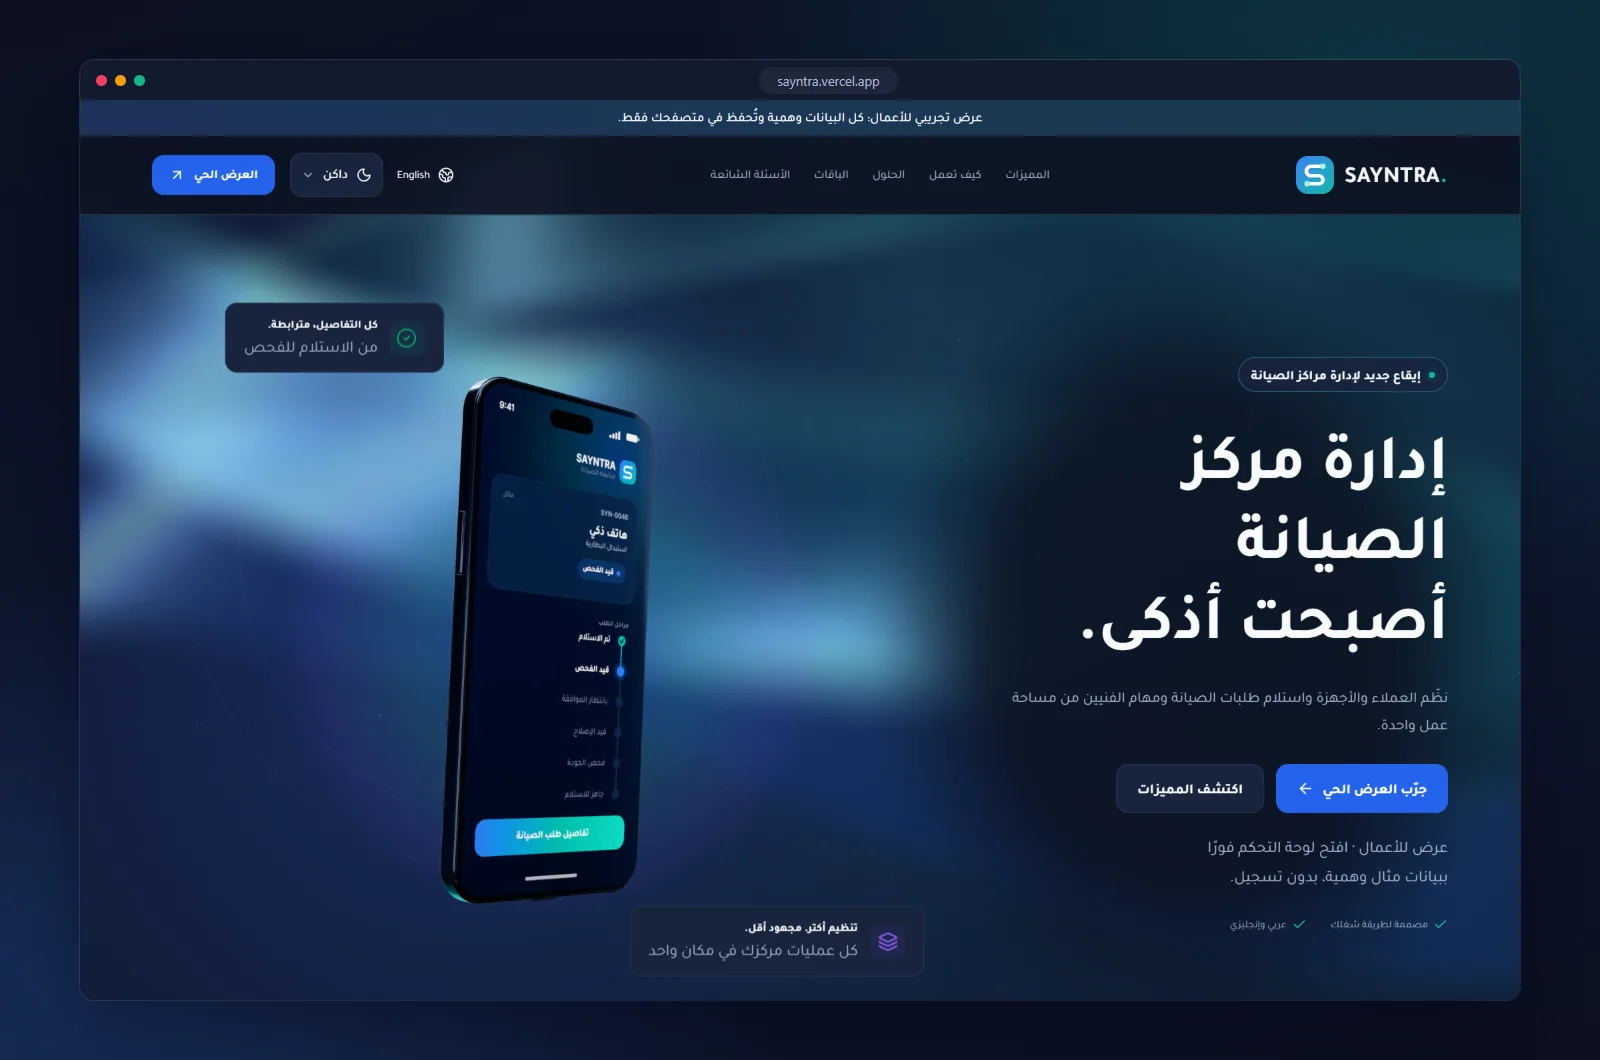 sayntra.vercel.app
عرض تجريبي للأعمال: كل البيانات وهمية وتُحفظ في متصفحك فقط.
SAYNTRA.
المميزات
كيف تعمل
الحلول
الباقات
الأسئلة الشائعة
English
داكن
العرض الحي
إيقاع جديد لإدارة مراكز الصيانة
إدارة مركز
الصيانة
أصبحت أذكى.
نظّم العملاء والأجهزة واستلام طلبات الصيانة ومهام الفنيين من مساحة
عمل واحدة.
جرّب العرض الحي
اكتشف المميزات
عرض للأعمال · افتح لوحة التحكم فورًا
ببيانات مثال وهمية، بدون تسجيل.
مصممة لطريقة شغلك
عربي وإنجليزي
كل التفاصيل، مترابطة.
من الاستلام للفحص
9:41
SAYNTRA
متابعة الصيانة
مثال
SYN-0048
هاتف ذكي
استبدال البطارية
قيد الفحص
مراحل الطلب
تم الاستلام
قيد الفحص
بانتظار الموافقة
قيد الإصلاح
فحص الجودة
جاهز للاستلام
تفاصيل طلب الصيانة
تنظيم أكثر، مجهود أقل.
كل عمليات مركزك في مكان واحد